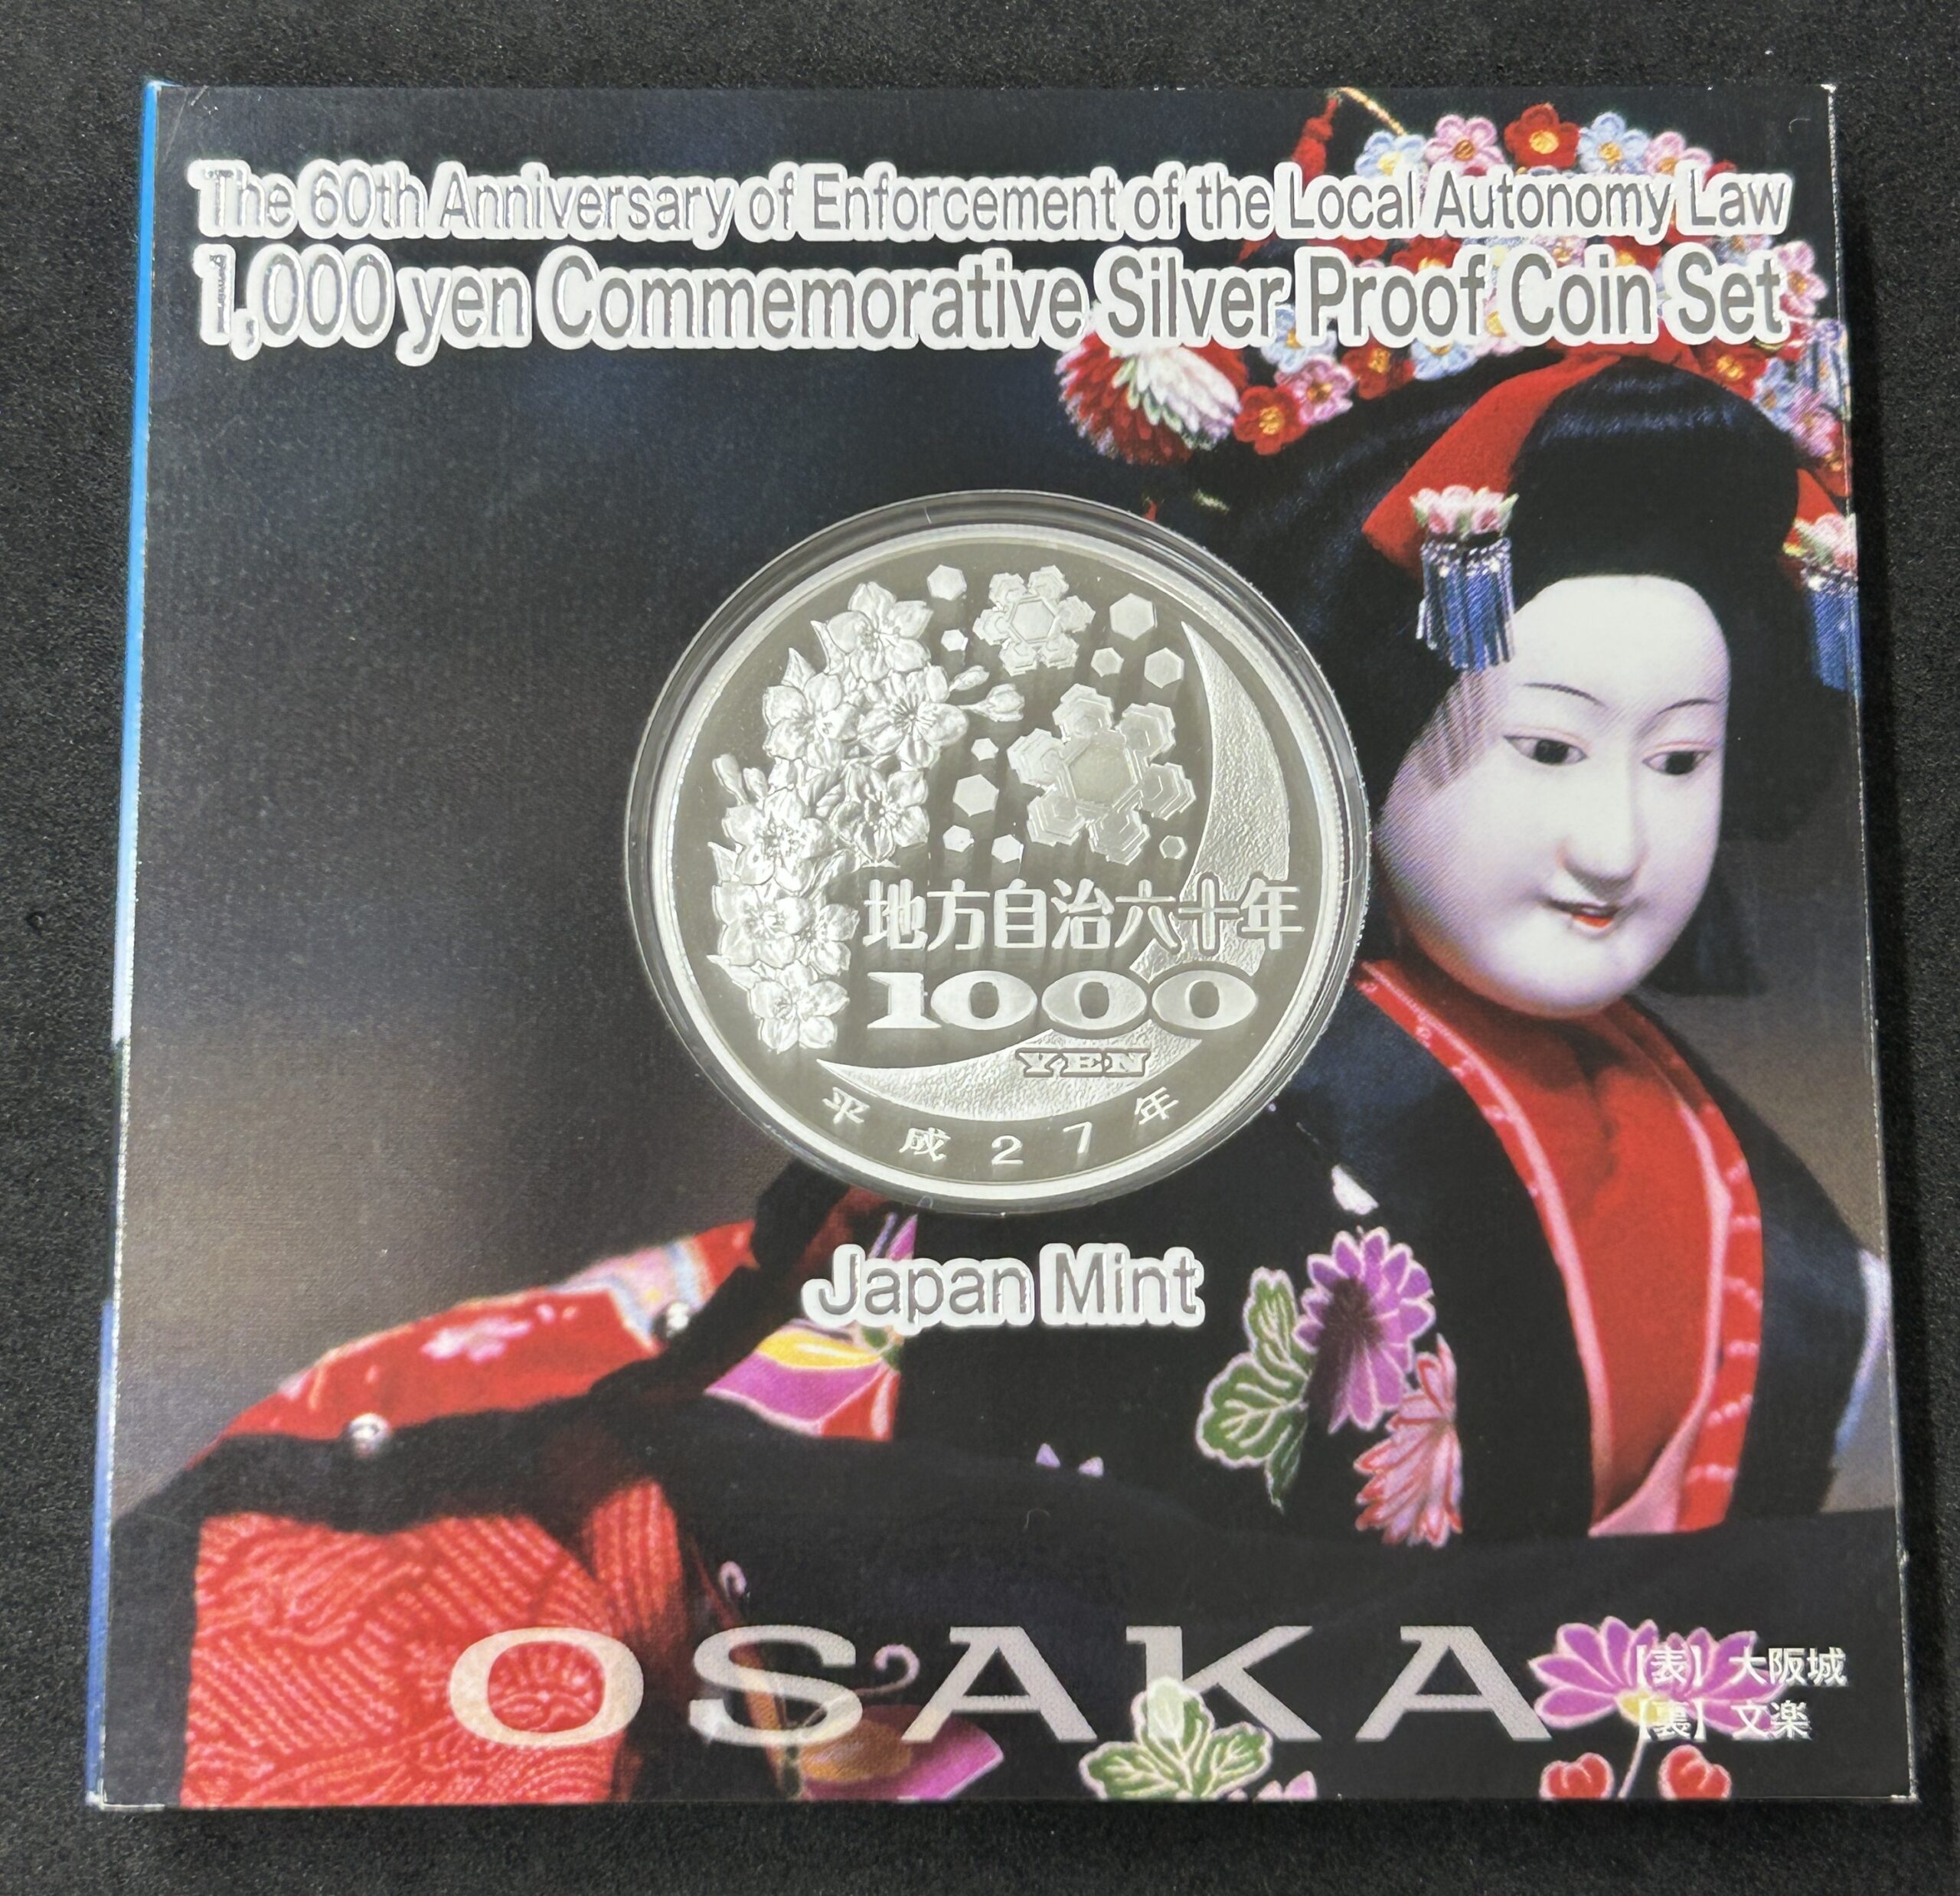 The 60th Anniversary of Enforcement of the Local Autonomy Law
1,000 yen Commemorative Silver Proof Coin Set
地方自治六十年
1000
YEN
平成27年
Japan Mint
OSAKA
【表】大阪城
【裏】文楽